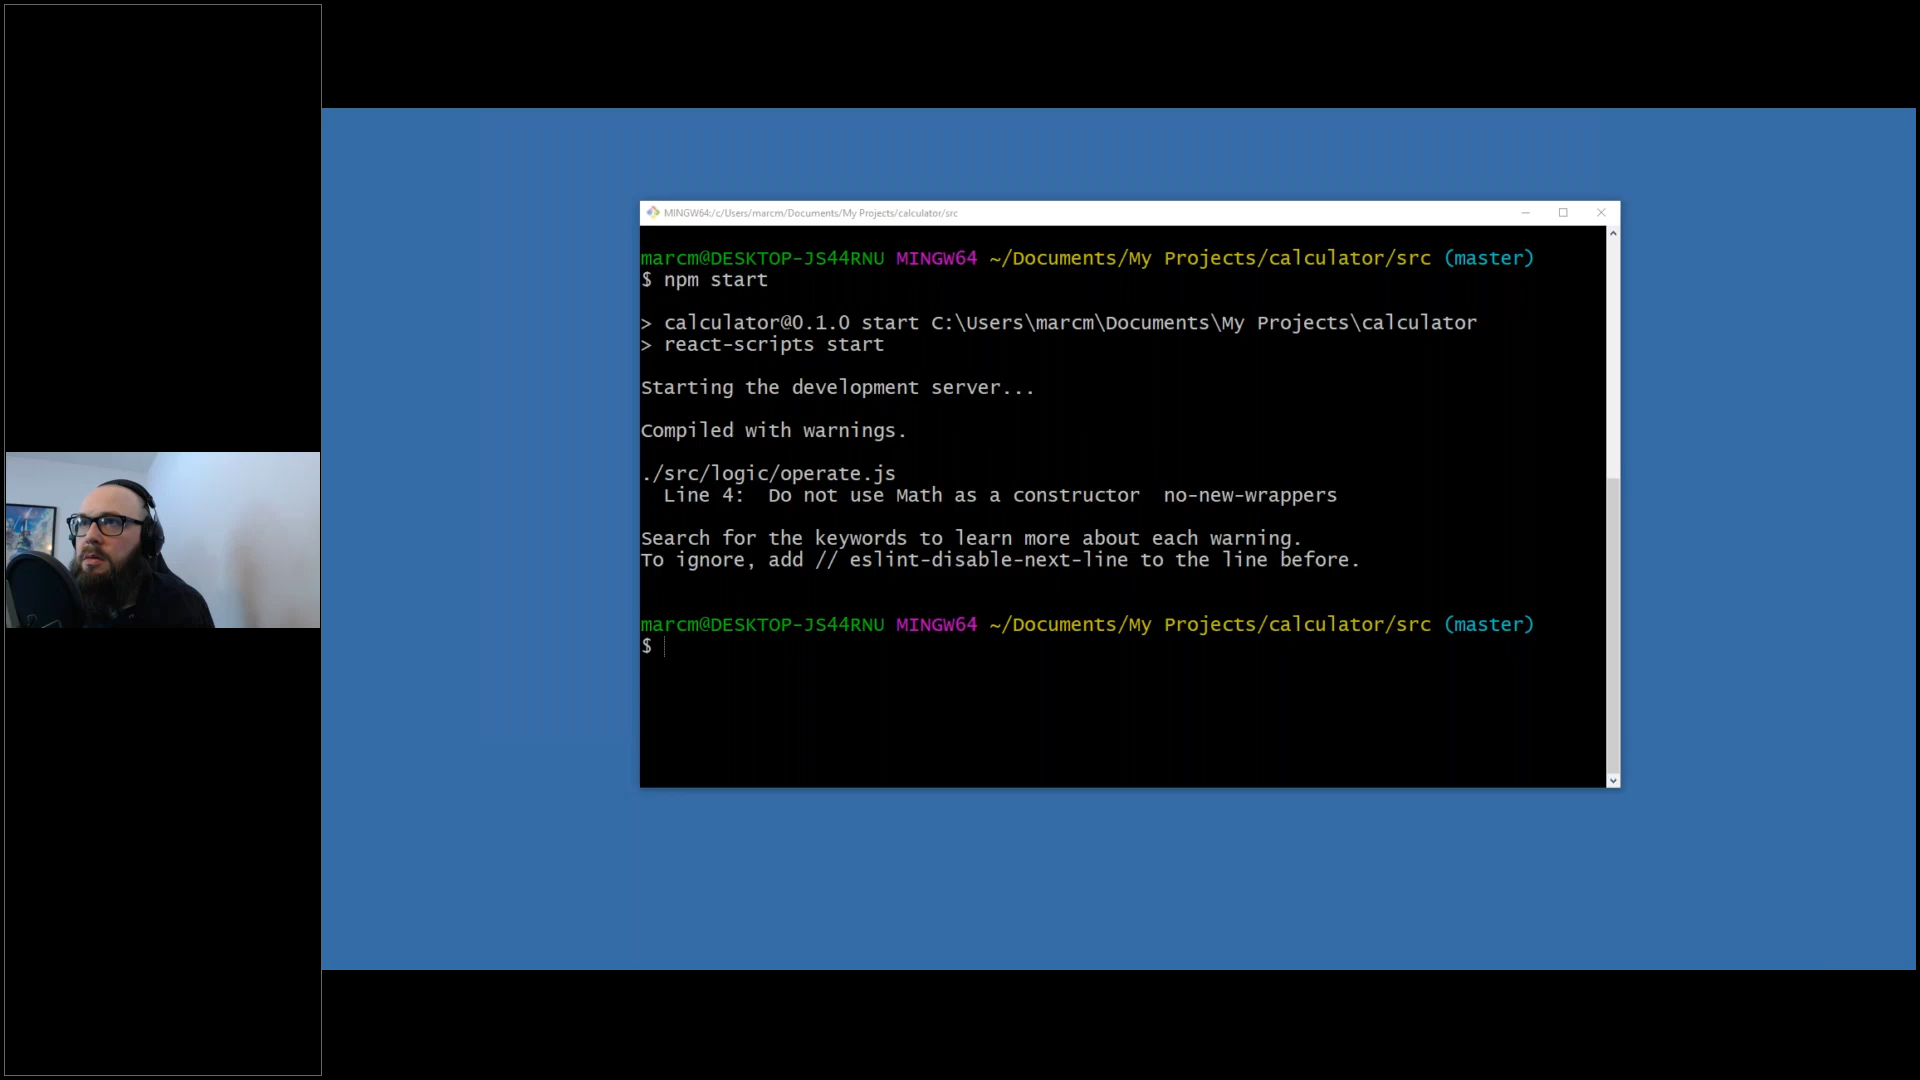 MINGW64:/c/Users/marcm/Documents/My Projects/calculator/src
marcm@DESKTOP-JS44RNU MINGW64 ~/Documents/My Projects/calculator/src (master)
$ npm start
> calculator@0.1.0 start C:\Users\marcm\Documents\My Projects\calculator
> react-scripts start
Starting the development server...
Compiled with warnings.
./src/logic/operate.js
Line 4:  Do not use Math as a constructor  no-new-wrappers
Search for the keywords to learn more about each warning.
To ignore, add // eslint-disable-next-line to the line before.
marcm@DESKTOP-JS44RNU MINGW64 ~/Documents/My Projects/calculator/src (master)
$